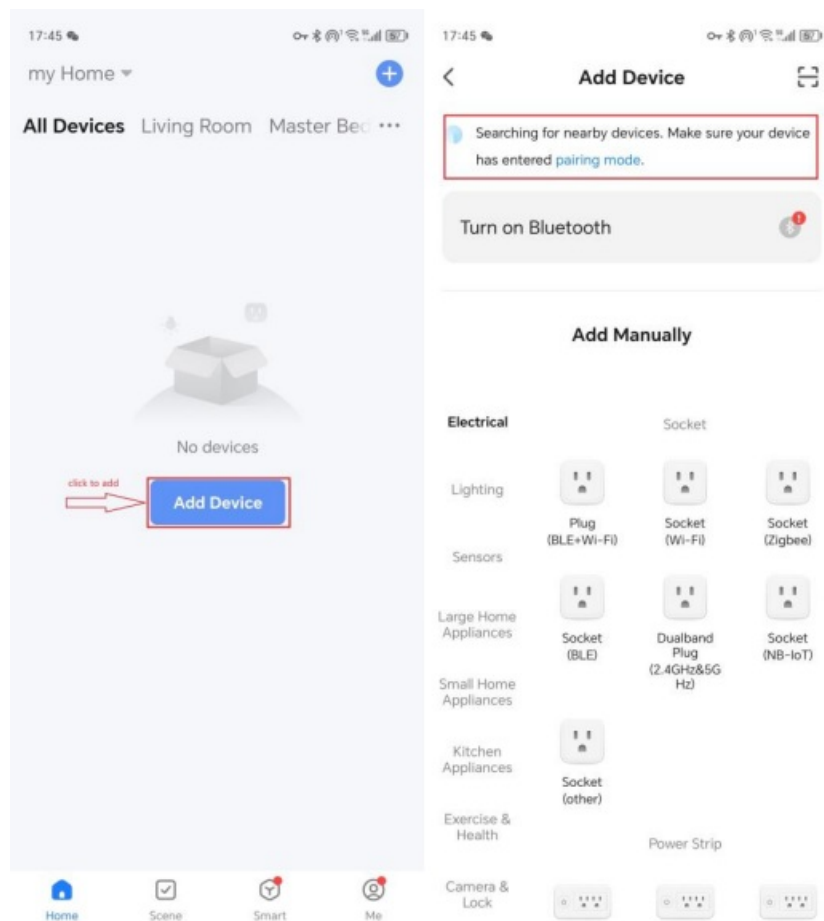 17:45
my Home
All Devices Living Room Master Bed
No devices
click to add
Add Device
Home Scene Smart Me
17:45
Add Device
Searching for nearby devices. Make sure your device
has entered pairing mode.
Turn on Bluetooth
Add Manually
Electrical
Lighting
Sensors
Large Home
Appliances
Small Home
Appliances
Kitchen
Appliances
Exercise &
Health
Camera &
Lock
Socket
Plug
(BLE+Wi-Fi)
Socket
(Wi-Fi)
Socket
(Zigbee)
Socket
(BLE)
Dualband
Plug
(2.4GHz&5G
Hz)
Socket
(NB-IoT)
Socket
(other)
Power Strip